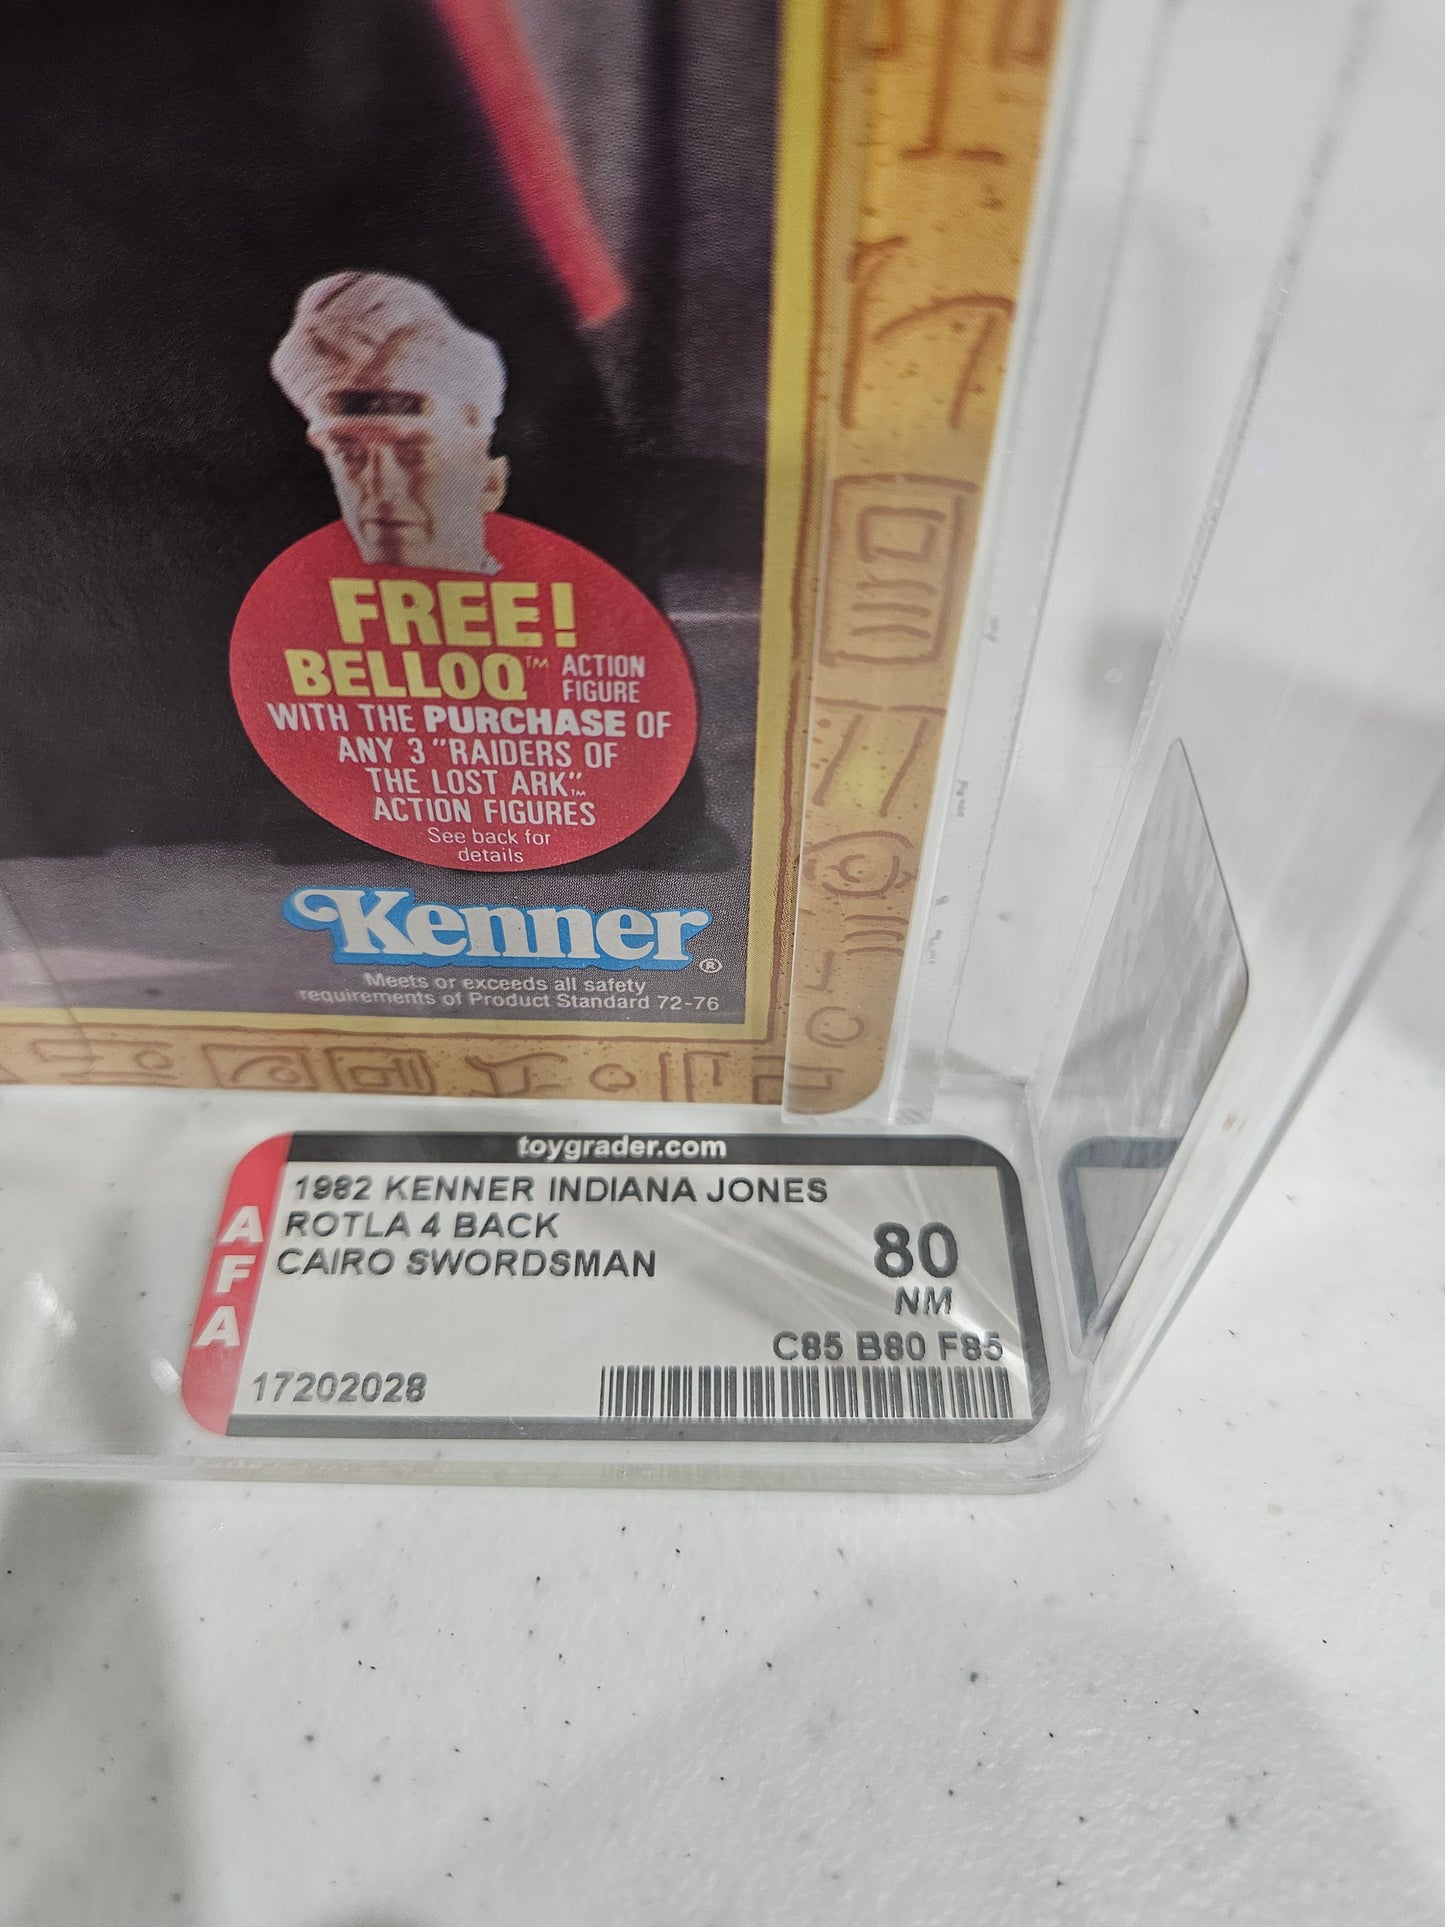 FREE!
BELLOQ™ ACTION
FIGURE
WITH THE PURCHASE OF
ANY 3 "RAIDERS OF
THE LOST ARK"™
ACTION FIGURES
See back for
details
Kenner®
Meets or exceeds all safety
requirements of Product Standard 72-76
toygrader.com
AFA
1982 KENNER INDIANA JONES
ROTLA 4 BACK
CAIRO SWORDSMAN
80
NM
C85 B80 F85
17202028